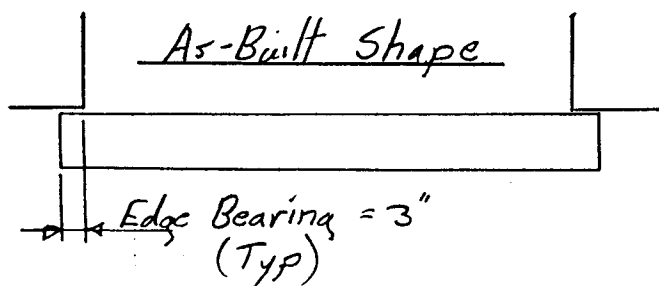 As-Built Shape
Edge Bearing = 3"
(Typ)